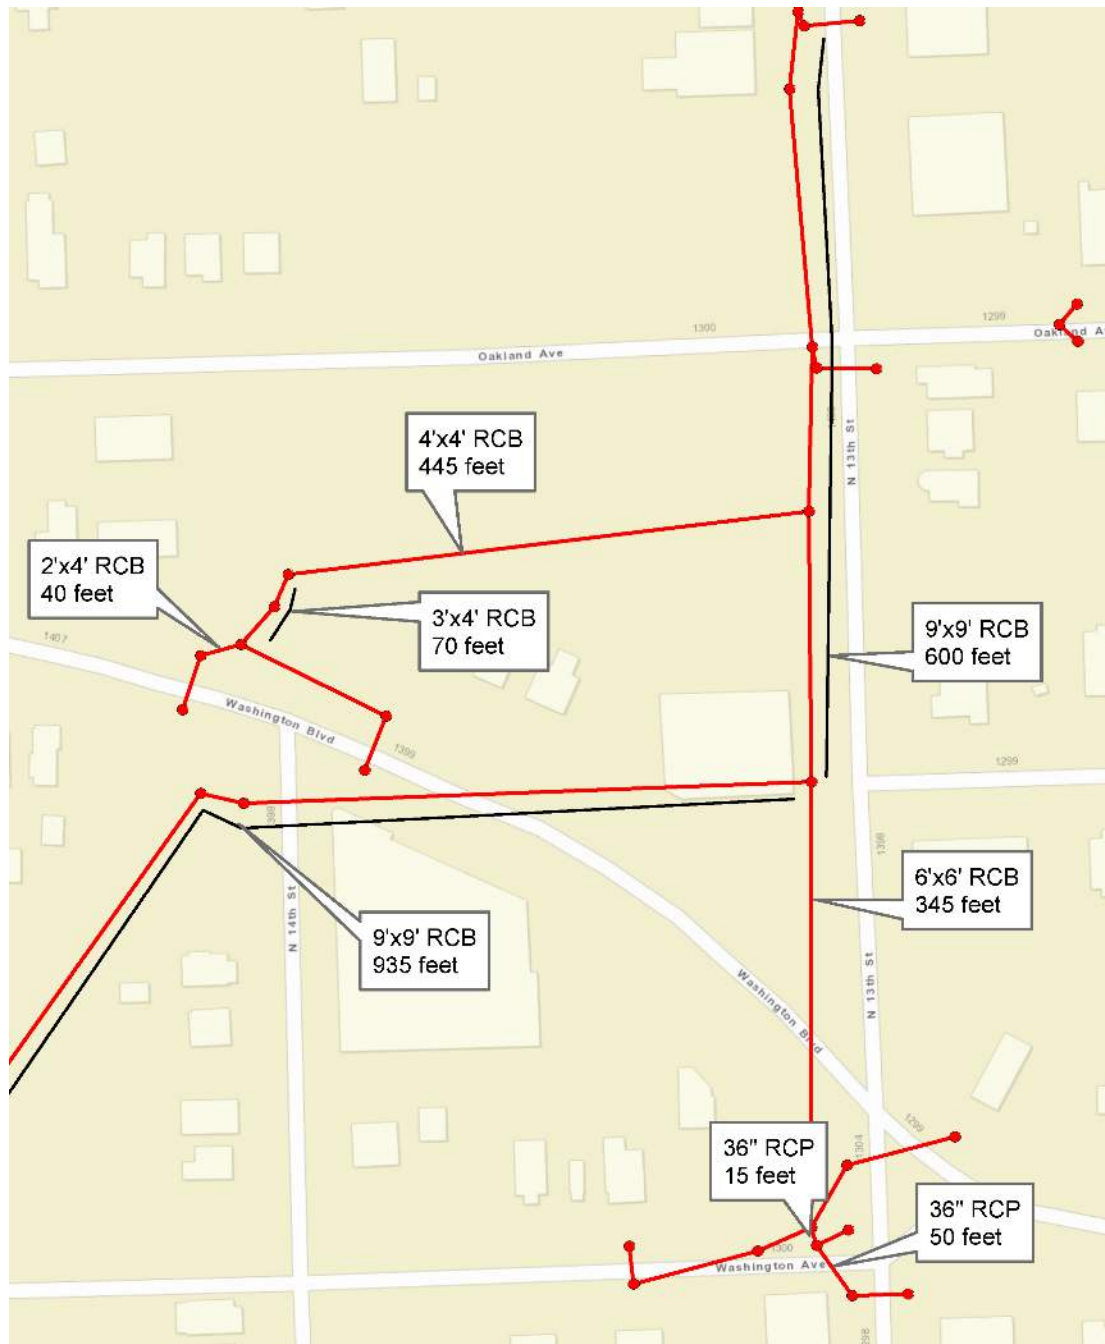 1300
1299
Oakland Ave
Oakland A
4'x4' RCB
445 feet
N 13th St
2'x4' RCB
40 feet
3'x4' RCB
70 feet
9'x9' RCB
600 feet
1407
Washington Blvd
1399
1299
1398
6'x6' RCB
345 feet
N 14th St
9'x9' RCB
935 feet
N 13th St
Washington Blvd
1299
1304
36" RCP
15 feet
36" RCP
50 feet
1300
Washington Ave
1298